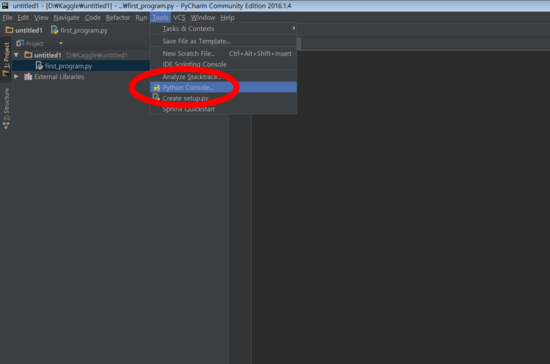 untitled1 - [D:₩Kaggle₩untitled1] - ...₩first_program.py - PyCharm Community Edition 2016.1.4
File Edit View Navigate Code Refactor Run Tools VCS Window Help
untitled1 first_program.py
Project
untitled1 (D:₩Kaggle₩untitled1)
first_program.py
External Libraries
1: Project
7: Structure
Tasks & Contexts
Save File as Template...
New Scratch File... Ctrl+Alt+Shift+Insert
IDE Scripting Console
Analyze Stacktrace...
Python Console...
Create setup.py
Sphinx Quickstart